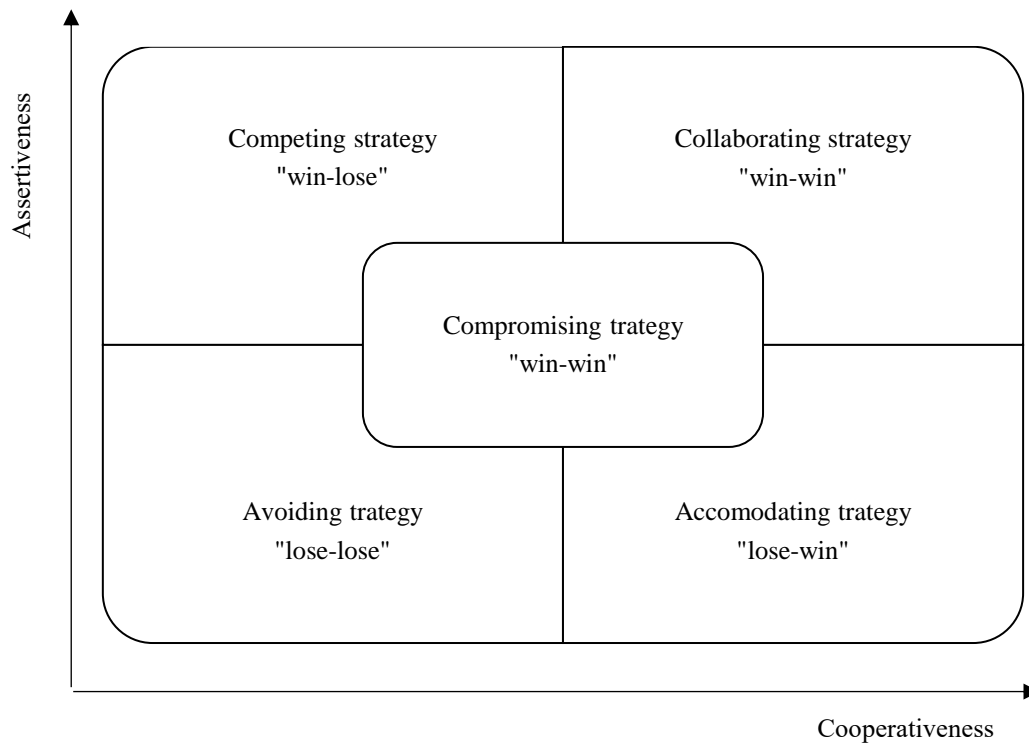 Assertiveness
Competing strategy
"win-lose"
Collaborating strategy
"win-win"
Compromising trategy
"win-win"
Avoiding trategy
"lose-lose"
Accomodating trategy
"lose-win"
Cooperativeness